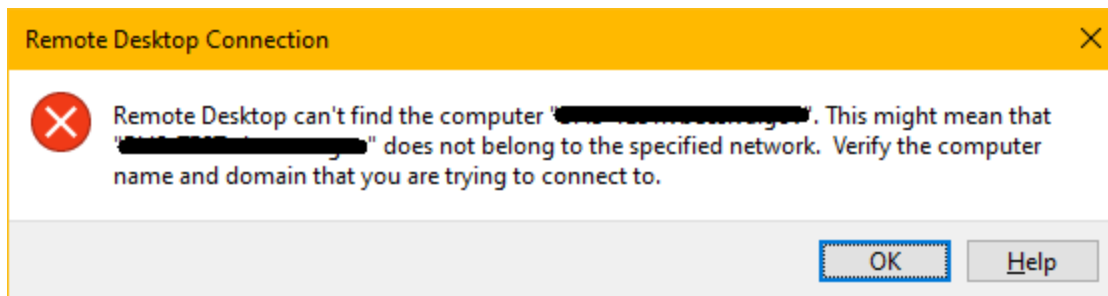 Remote Desktop Connection
Remote Desktop can't find the computer "". This might mean that
"" does not belong to the specified network.  Verify the computer
name and domain that you are trying to connect to.
OK
Help